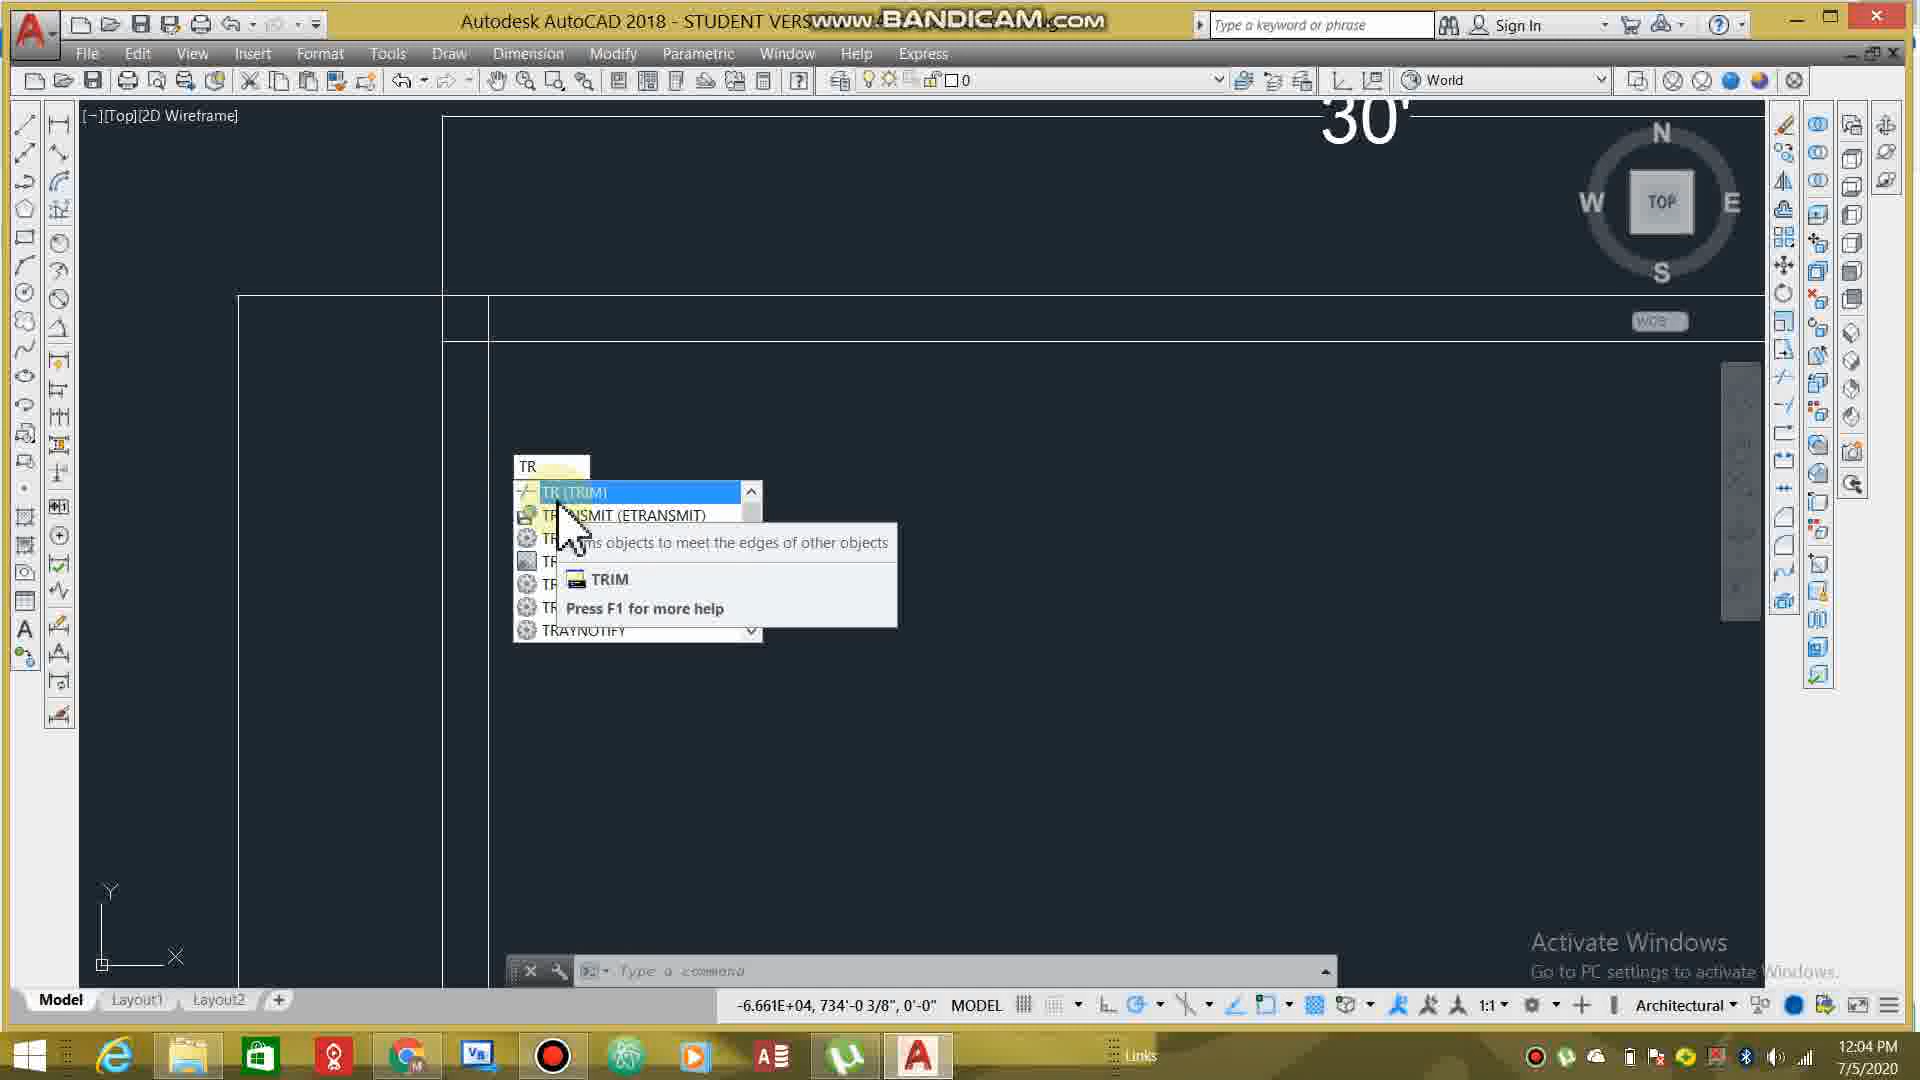 Autodesk AutoCAD 2018 - STUDENT VERS
www.BANDICAM.com
Type a keyword or phrase
Sign In
File Edit View Insert Format Tools Draw Dimension Modify Parametric Window Help Express
0
World
[−][Top][2D Wireframe]
30'
N
W
TOP
E
S
WCS
TR
TR (TRIM)
TRANSMIT (ETRANSMIT)
objects to meet the edges of other objects
TRIM
Press F1 for more help
TRAYNOTIFY
Y
X
Type a command
Activate Windows
Go to PC settings to activate Windows.
Model Layout1 Layout2 +
-6.661E+04, 734'-0 3/8", 0'-0" MODEL
1:1
Architectural
Links
12:04 PM
7/5/2020